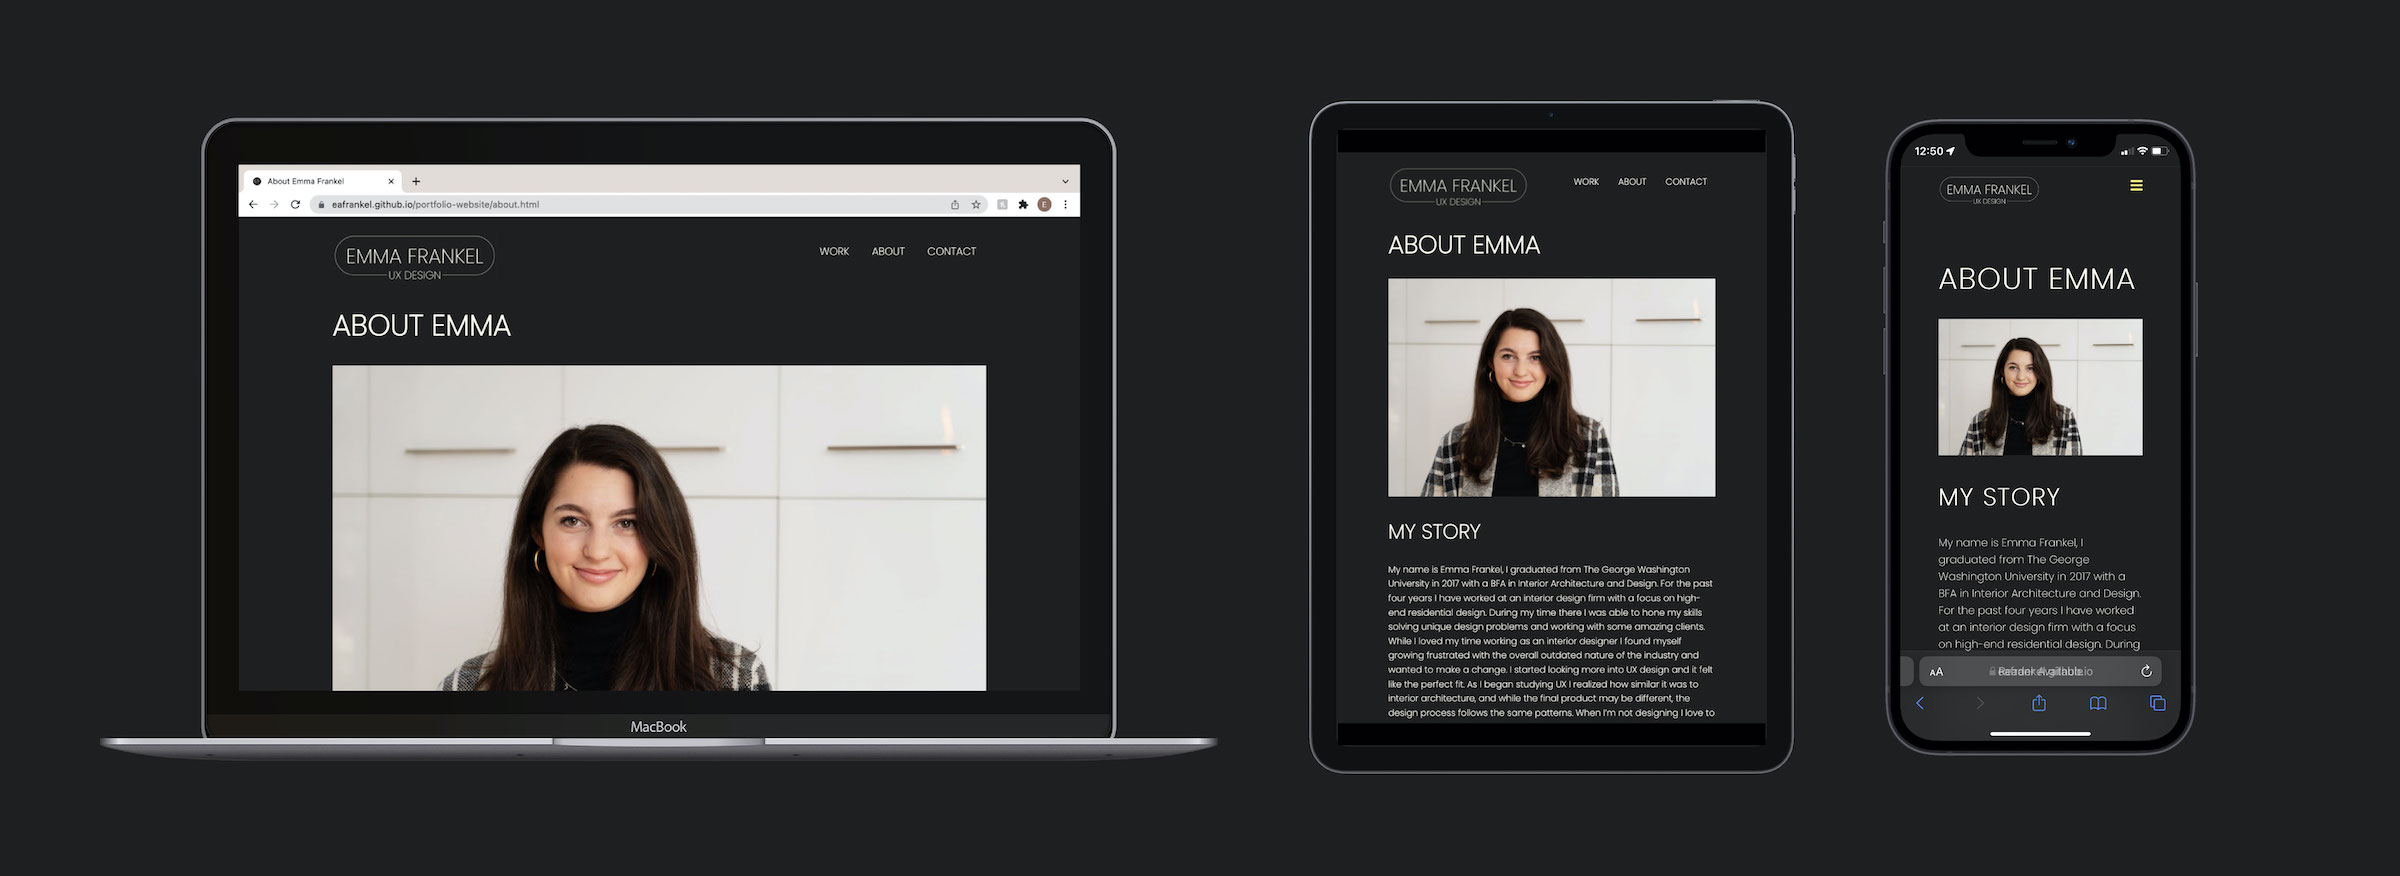 About Emma Frankel
eafrankel.github.io/portfolio-website/about.html
EMMA FRANKEL
UX DESIGN
WORK ABOUT CONTACT
ABOUT EMMA
MacBook
EMMA FRANKEL
UX DESIGN
WORK ABOUT CONTACT
ABOUT EMMA
MY STORY
My name is Emma Frankel, I graduated from The George Washington
University in 2017 with a BFA in Interior Architecture and Design. For the past
four years I have worked at an interior design firm with a focus on high-
end residential design. During my time there I was able to hone my skills
solving unique design problems and working with some amazing clients.
While I loved my time working as an interior designer I found myself
growing frustrated with the overall outdated nature of the industry and
wanted to make a change. I started looking more into UX design and it felt
like the perfect fit. As I began studying UX I realized how similar it was to
interior architecture, and while the final product may be different, the
design process follows the same patterns. When I'm not designing I love to
12:50
EMMA FRANKEL
UX DESIGN
ABOUT EMMA
MY STORY
My name is Emma Frankel, I
graduated from The George
Washington University in 2017 with a
BFA in Interior Architecture and Design.
For the past four years I have worked
at an interior design firm with a focus
on high-end residential design. During
AA